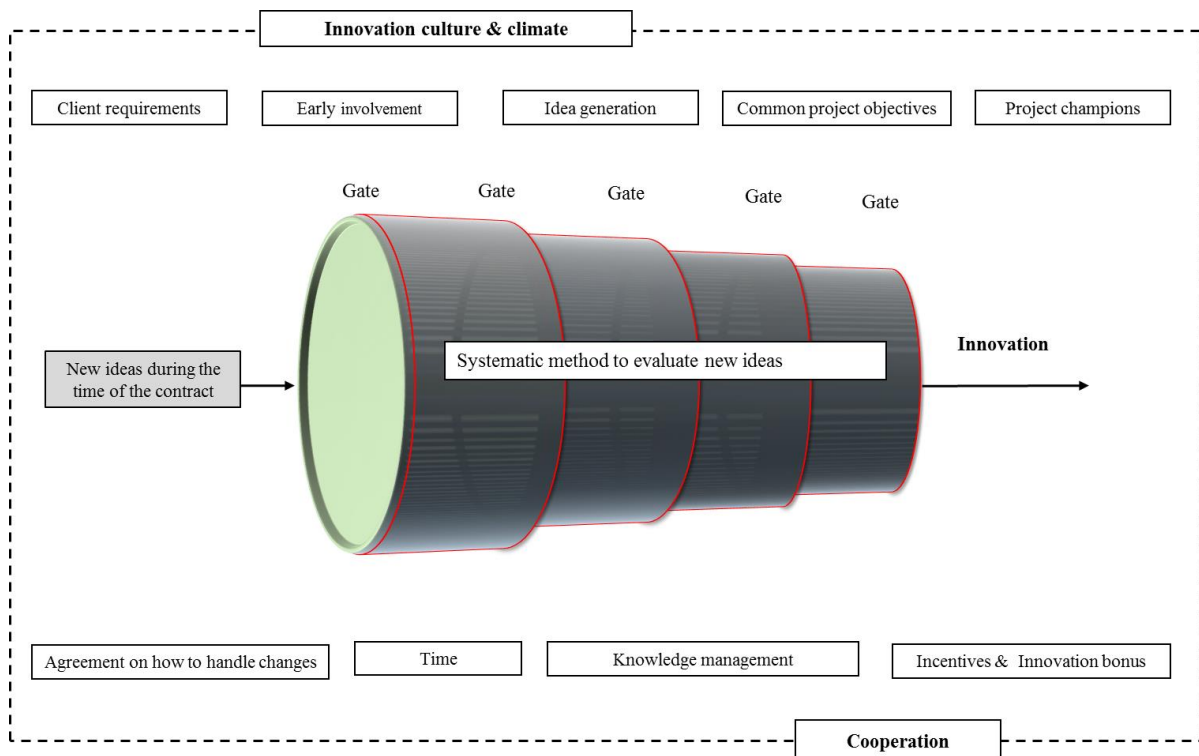 Innovation culture & climate
Client requirements
Early involvement
Idea generation
Common project objectives
Project champions
Gate
Gate
Gate
Gate
Gate
New ideas during the
time of the contract
Systematic method to evaluate new ideas
Innovation
Agreement on how to handle changes
Time
Knowledge management
Incentives & Innovation bonus
Cooperation